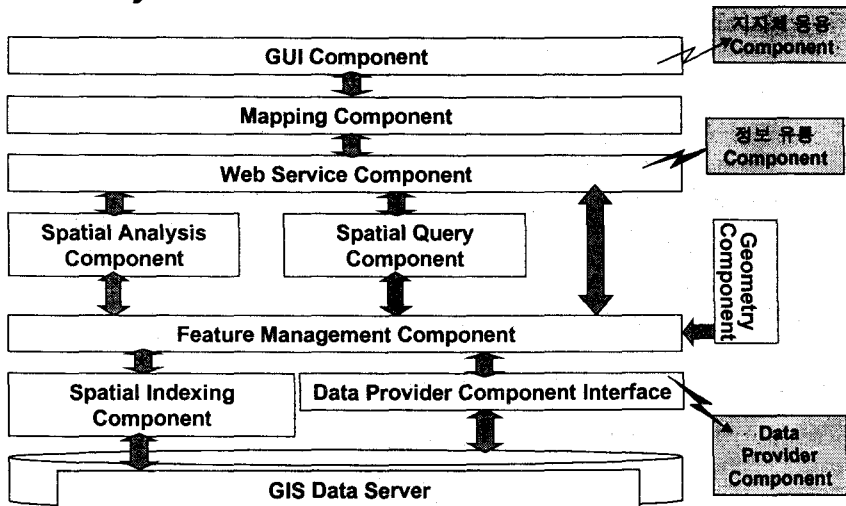 지자체 응용
Component
GUI Component
Mapping Component
정보 유통
Component
Web Service Component
Spatial Analysis
Component
Spatial Query
Component
Geometry
Component
Feature Management Component
Spatial Indexing
Component
Data Provider Component Interface
Data
Provider
Component
GIS Data Server